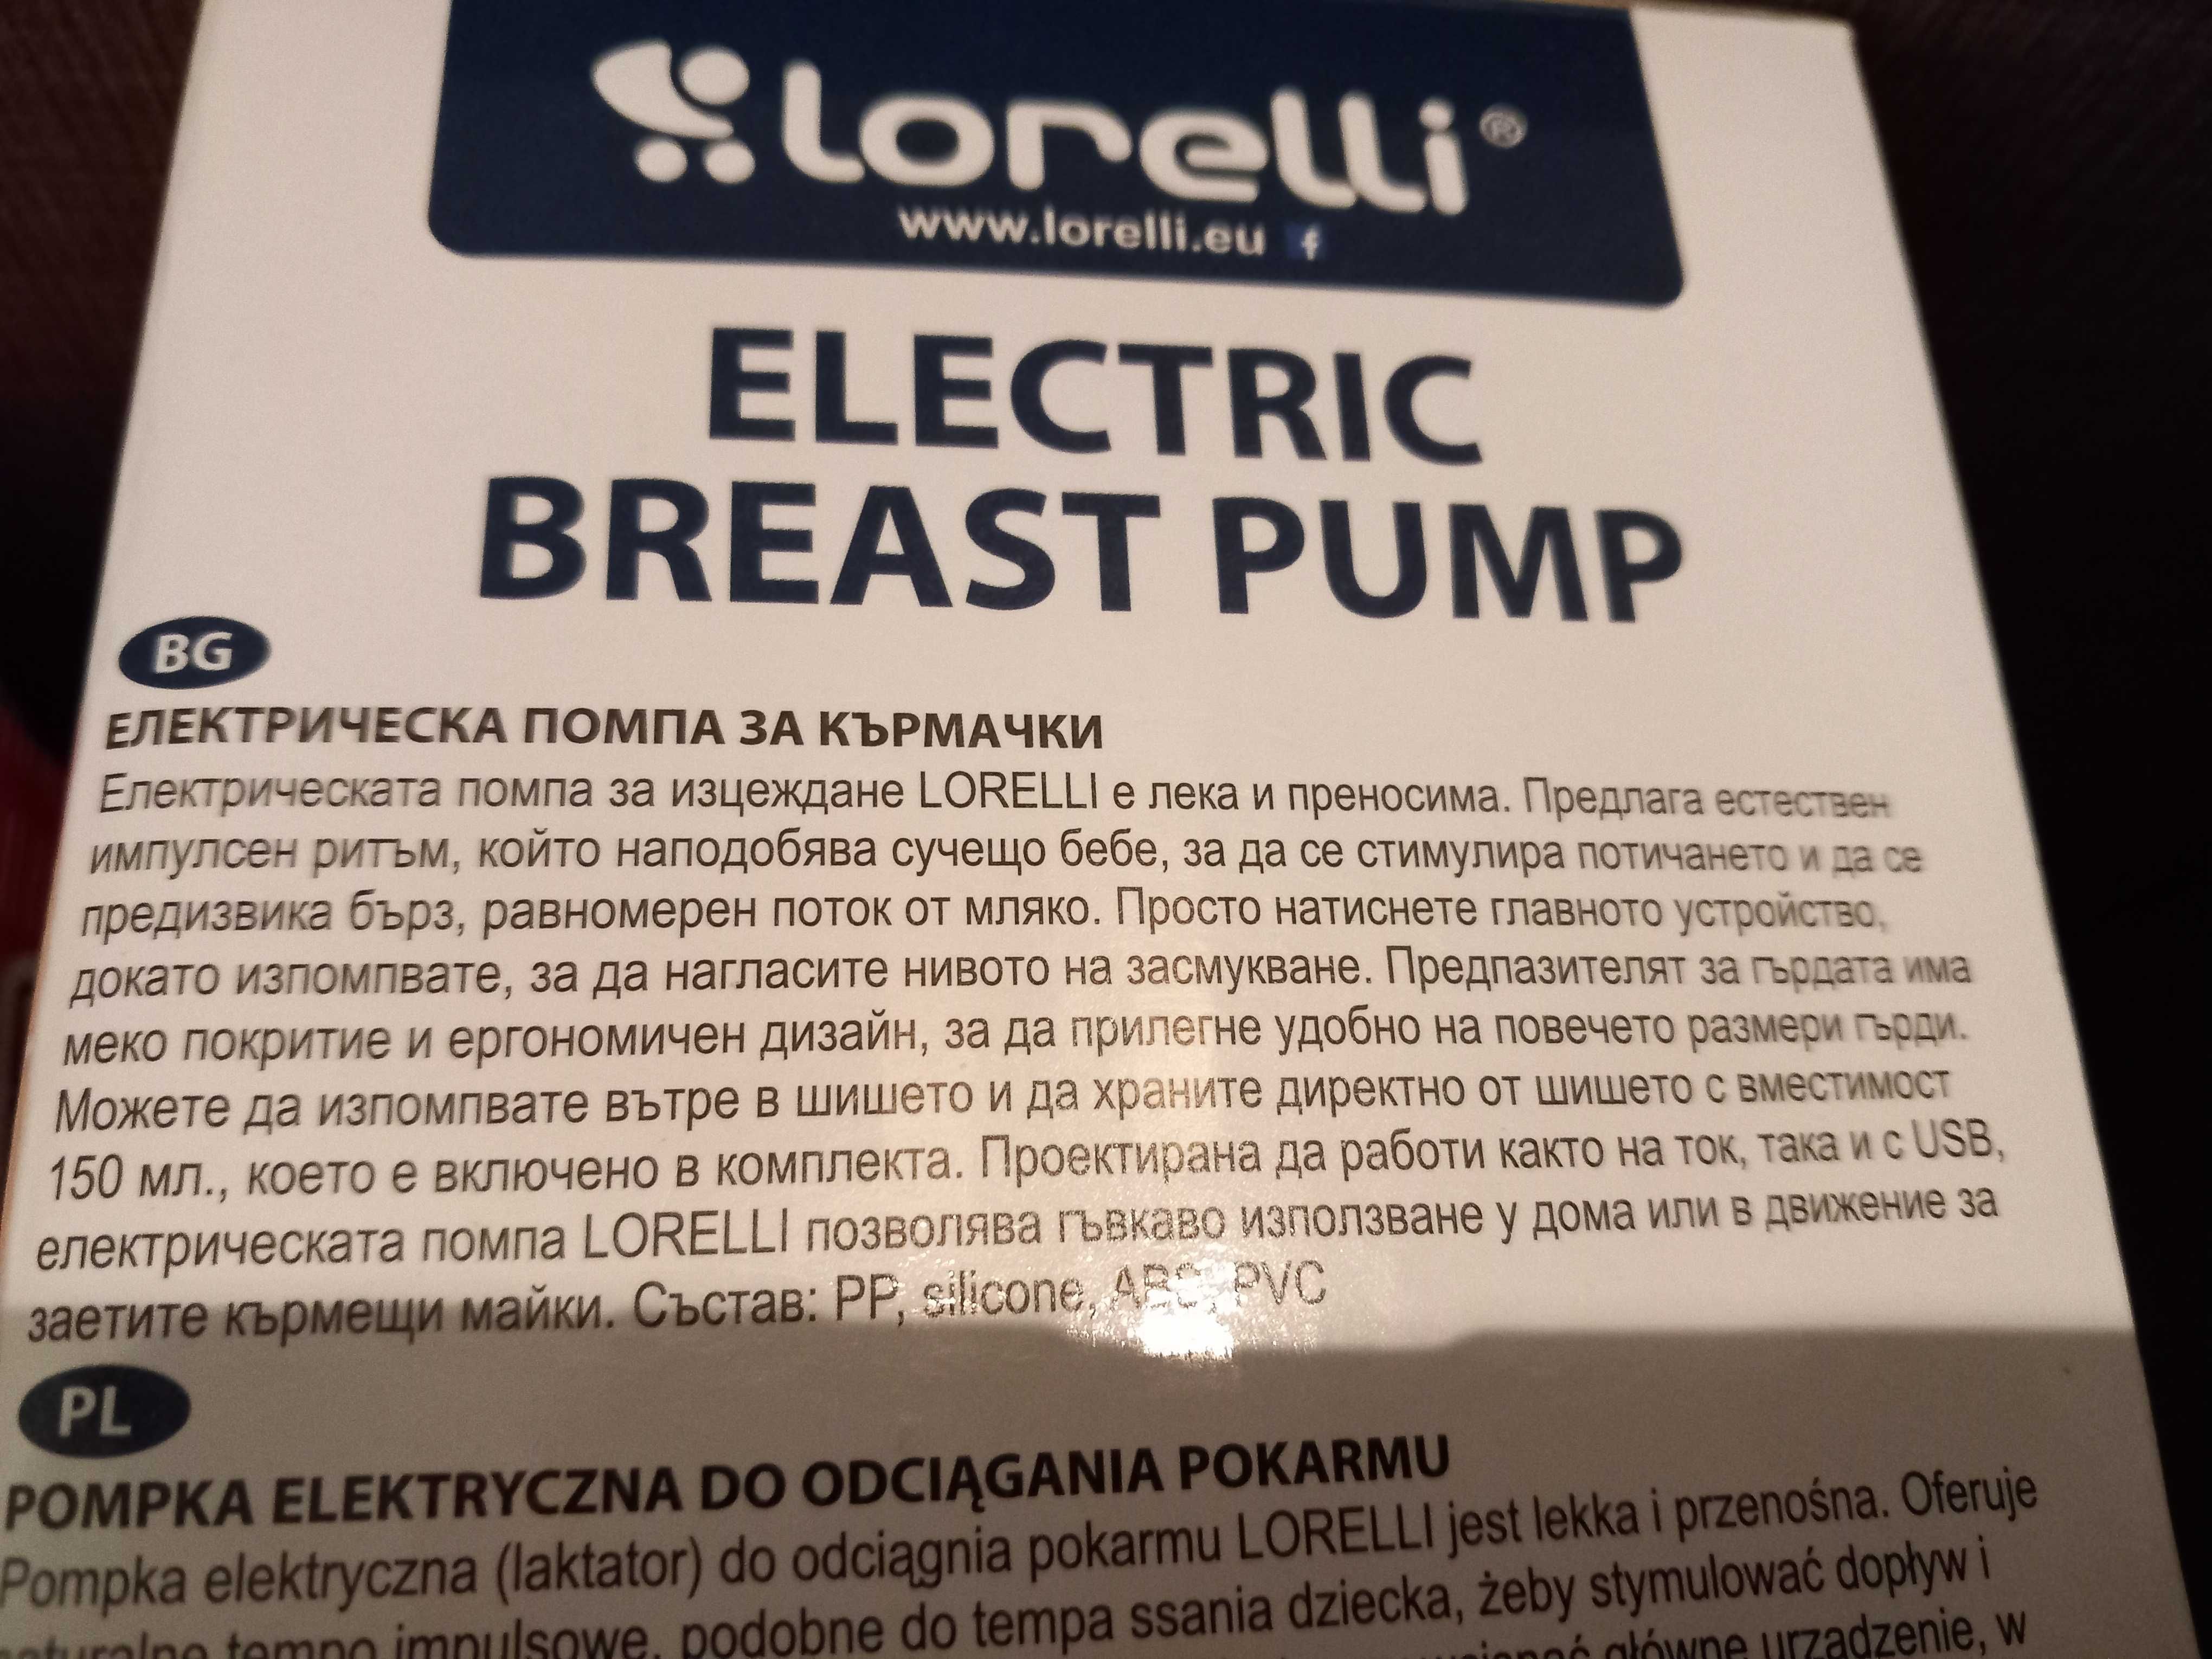 lorelli®
www.lorelli.eu f
ELECTRIC
BREAST PUMP
BG
ЕЛЕКТРИЧЕСКА ПОМПА ЗА КЪРМАЧКИ
Електрическата помпа за изцеждане LORELLI е лека и преносима. Предлага естествен
импулсен ритъм, който наподобява сучещо бебе, за да се стимулира потичането и да се
предизвика бърз, равномерен поток от мляко. Просто натиснете главното устройство,
докато изпомпвате, за да нагласите нивото на засмукване. Предпазителят за гърдата има
меко покритие и ергономичен дизайн, за да прилегне удобно на повечето размери гърди.
Можете да изпомпвате вътре в шишето и да храните директно от шишето с вместимост
150 мл., което е включено в комплекта. Проектирана да работи както на ток, така и с USB,
електрическата помпа LORELLI позволява гъвкаво използване у дома или в движение за
заетите кърмещи майки. Състав: PP, silicone, ABS, PVC
PL
POMPKA ELEKTRYCZNA DO ODCIĄGANIA POKARMU
Pompka elektryczna (laktator) do odciągnia pokarmu LORELLI jest lekka i przenośna. Oferuje
naturalne tempo impulsowe, podobne do tempa ssania dziecka, żeby stymulować dopływ i
główne urządzenie, w